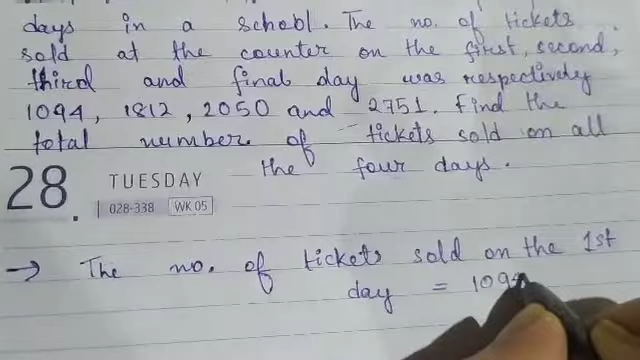 days in a school. The no. of tickets
sold at the counter on the first, second,
third and final day was respectively
1094, 1812, 2050 and 2751. Find the
total number of tickets sold on all
the four days.
28.
TUESDAY
028-338 WK 05
→ The no. of tickets sold on the 1st
day = 1094